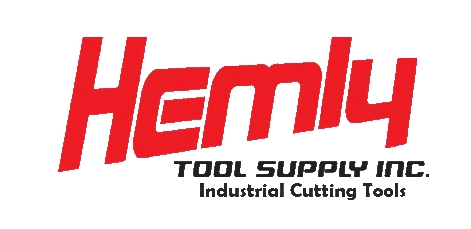 Hemly
TOOL SUPPLY INC.
Industrial Cutting Tools